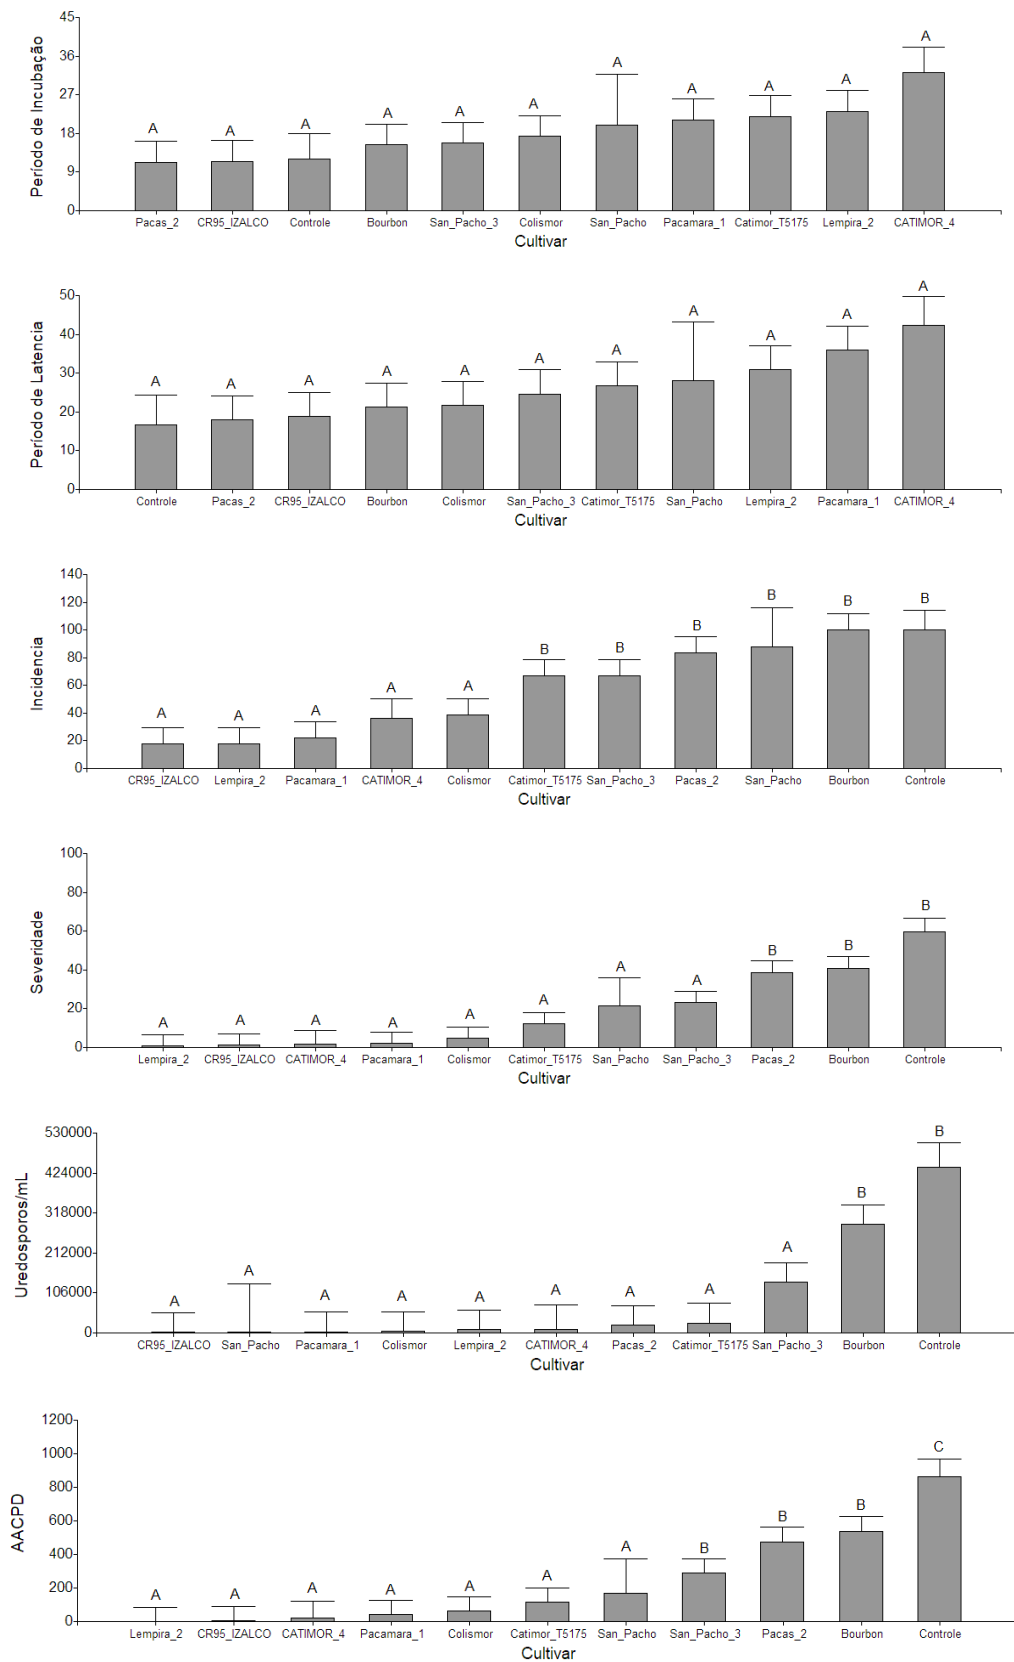 45
36
27
18
9
0
Período de Incubação
A A A A A A A A A A A
Pacas_2 CR95_IZALCO Controle Bourbon San_Pacho_3 Colismor San_Pacho Pacamara_1 Catimor_T5175 Lempira_2 CATIMOR_4
Cultivar
50
40
30
20
10
0
Período de Latencia
A A A A A A A A A A A
Controle Pacas_2 CR95_IZALCO Bourbon Colismor San_Pacho_3 Catimor_T5175 San_Pacho Lempira_2 Pacamara_1 CATIMOR_4
Cultivar
140
120
100
80
60
40
20
0
Incidencia
A A A A A B B B B B B
CR95_IZALCO Lempira_2 Pacamara_1 CATIMOR_4 Colismor Catimor_T5175 San_Pacho_3 Pacas_2 San_Pacho Bourbon Controle
Cultivar
100
80
60
40
20
0
Severidade
A A A A A A A A B B B
Lempira_2 CR95_IZALCO CATIMOR_4 Pacamara_1 Colismor Catimor_T5175 San_Pacho San_Pacho_3 Pacas_2 Bourbon Controle
Cultivar
530000
424000
318000
212000
106000
0
Uredosporos/mL
A A A A A A A A A B B
CR95_IZALCO San_Pacho Pacamara_1 Colismor Lempira_2 CATIMOR_4 Pacas_2 Catimor_T5175 San_Pacho_3 Bourbon Controle
Cultivar
1200
1000
800
600
400
200
0
AACPD
A A A A A A A B B B C
Lempira_2 CR95_IZALCO CATIMOR_4 Pacamara_1 Colismor Catimor_T5175 San_Pacho San_Pacho_3 Pacas_2 Bourbon Controle
Cultivar